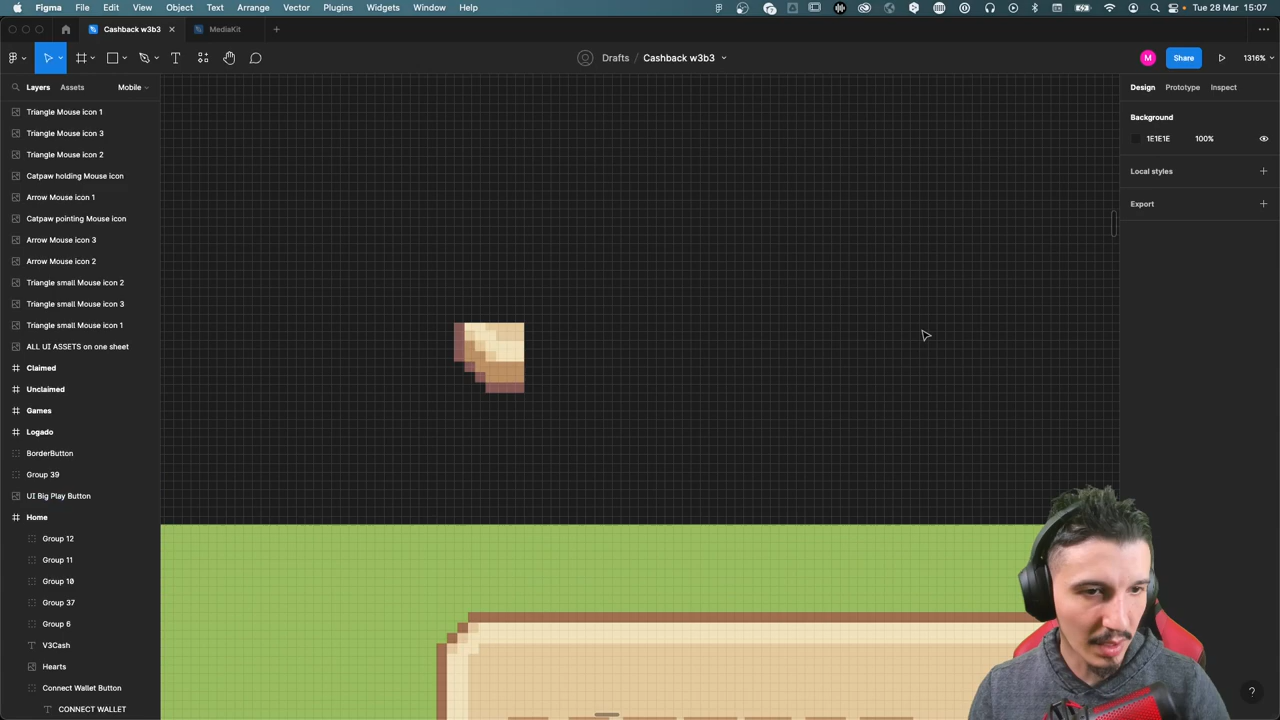 Figma File Edit View Object Text Arrange Vector Plugins Widgets Window Help Tue 28 Mar 15:07
Cashback w3b3 MediaKit
Drafts / Cashback w3b3 M Share 1316%
Layers Assets Mobile
Triangle Mouse icon 1
Triangle Mouse icon 3
Triangle Mouse icon 2
Catpaw holding Mouse icon
Arrow Mouse icon 1
Catpaw pointing Mouse icon
Arrow Mouse icon 3
Arrow Mouse icon 2
Triangle small Mouse icon 2
Triangle small Mouse icon 3
Triangle small Mouse icon 1
ALL UI ASSETS on one sheet
Claimed
Unclaimed
Games
Logado
BorderButton
Group 39
UI Big Play Button
Home
Group 12
Group 11
Group 10
Group 37
Group 6
V3Cash
Hearts
Connect Wallet Button
CONNECT WALLET
Design Prototype Inspect
Background
1E1E1E 100%
Local styles
Export
?